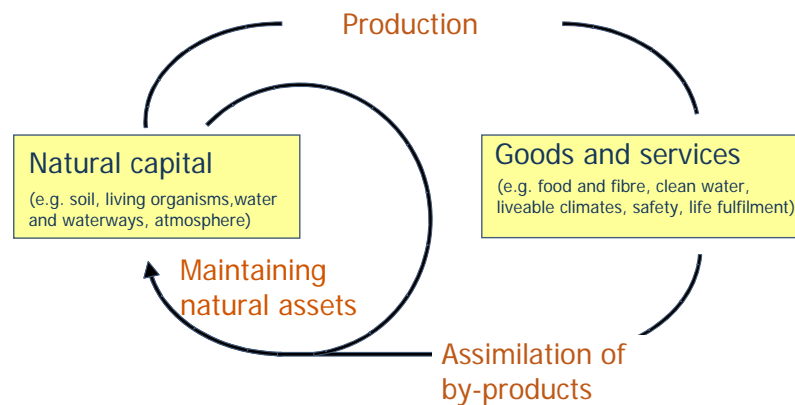 Production
Natural capital
(e.g. soil, living organisms,water
and waterways, atmosphere)
Goods and services
(e.g. food and fibre, clean water,
liveable climates, safety, life fulfilment)
Maintaining
natural assets
Assimilation of
by-products